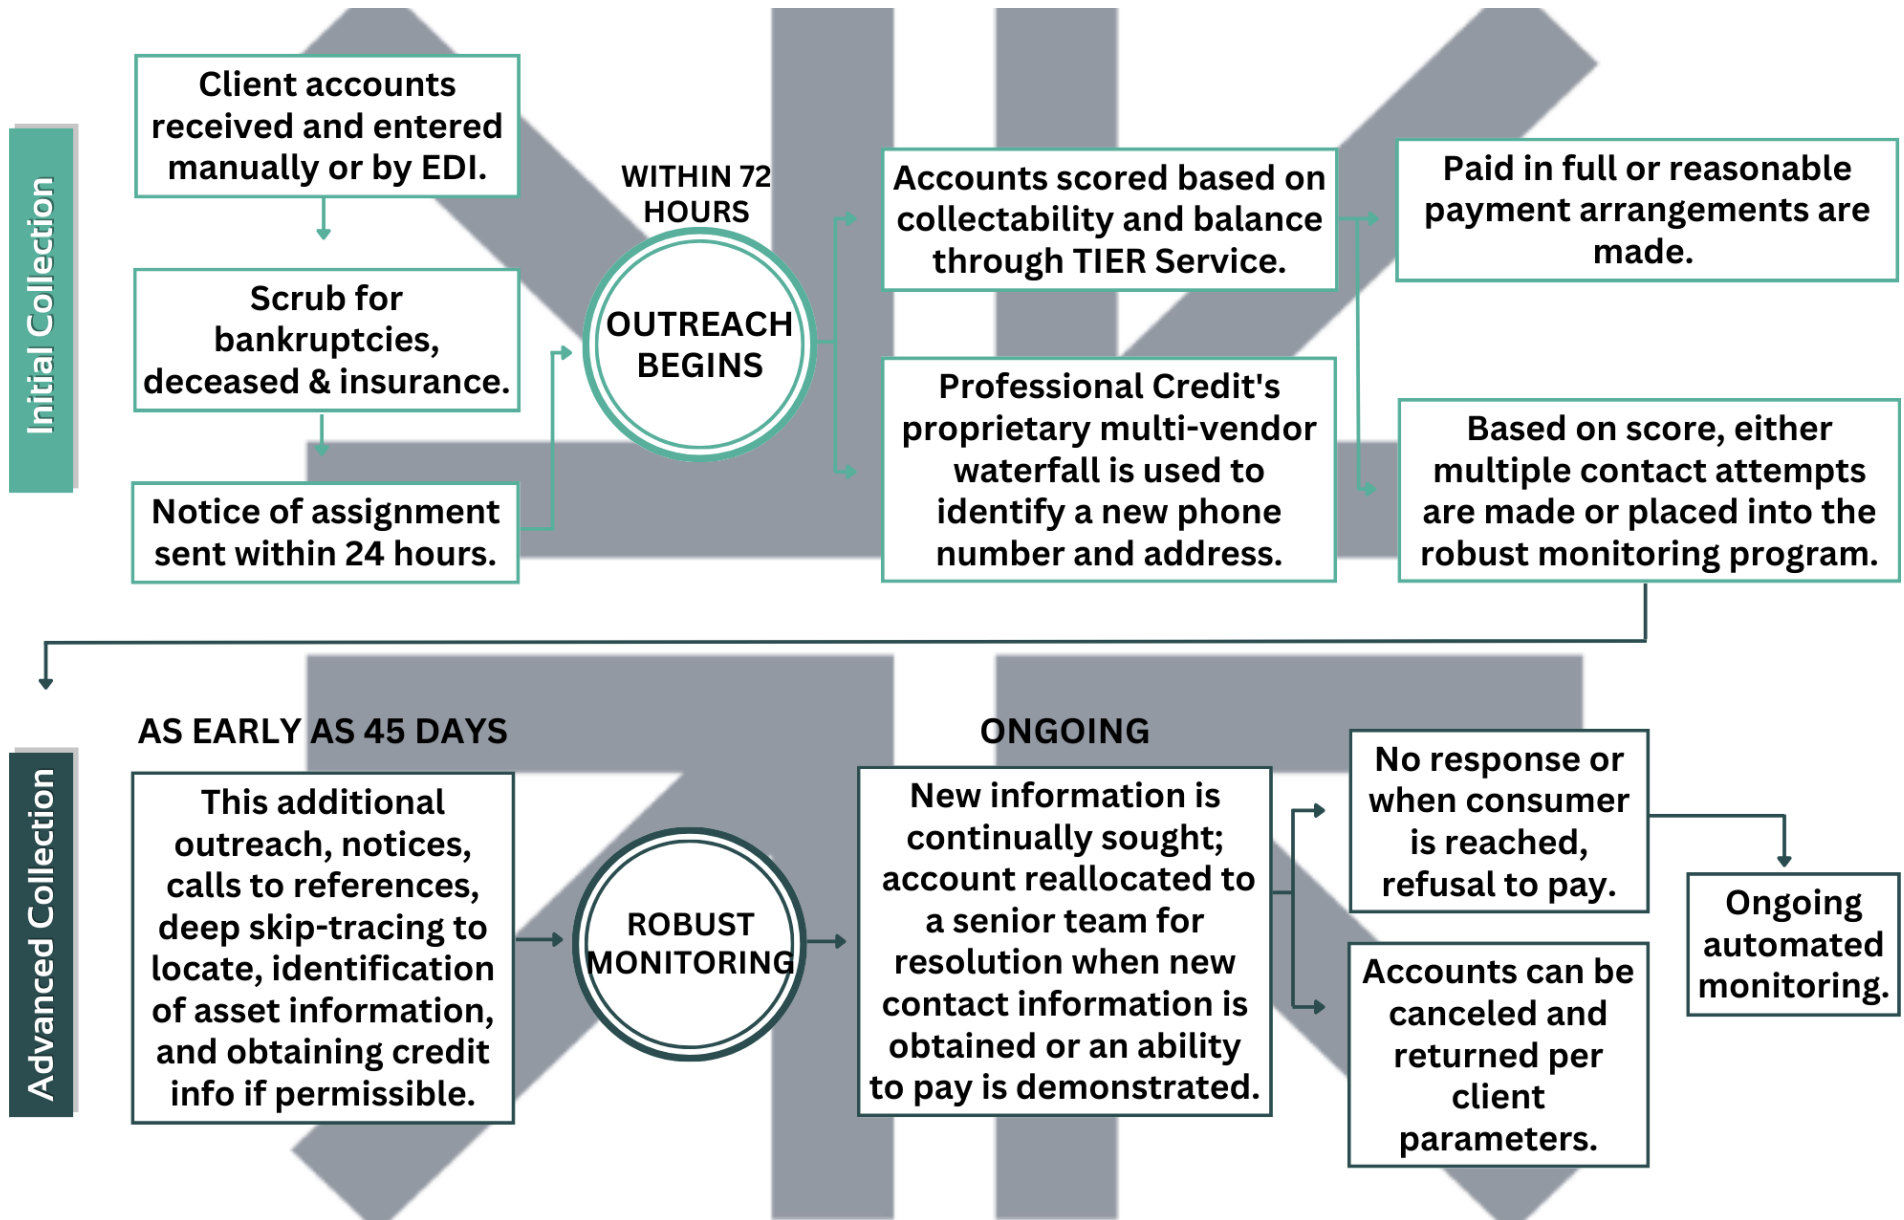 Initial Collection
Client accounts
received and entered
manually or by EDI.
Scrub for
bankruptcies,
deceased & insurance.
Notice of assignment
sent within 24 hours.
WITHIN 72
HOURS
OUTREACH
BEGINS
Accounts scored based on
collectability and balance
through TIER Service.
Professional Credit's
proprietary multi-vendor
waterfall is used to
identify a new phone
number and address.
Paid in full or reasonable
payment arrangements are
made.
Based on score, either
multiple contact attempts
are made or placed into the
robust monitoring program.
Advanced Collection
AS EARLY AS 45 DAYS
This additional
outreach, notices,
calls to references,
deep skip-tracing to
locate, identification
of asset information,
and obtaining credit
info if permissible.
ROBUST
MONITORING
ONGOING
New information is
continually sought;
account reallocated to
a senior team for
resolution when new
contact information is
obtained or an ability
to pay is demonstrated.
No response or
when consumer
is reached,
refusal to pay.
Accounts can be
canceled and
returned per
client
parameters.
Ongoing
automated
monitoring.